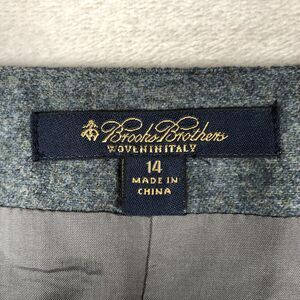 Brooks Brothers
WOVEN IN ITALY
14
MADE IN
CHINA